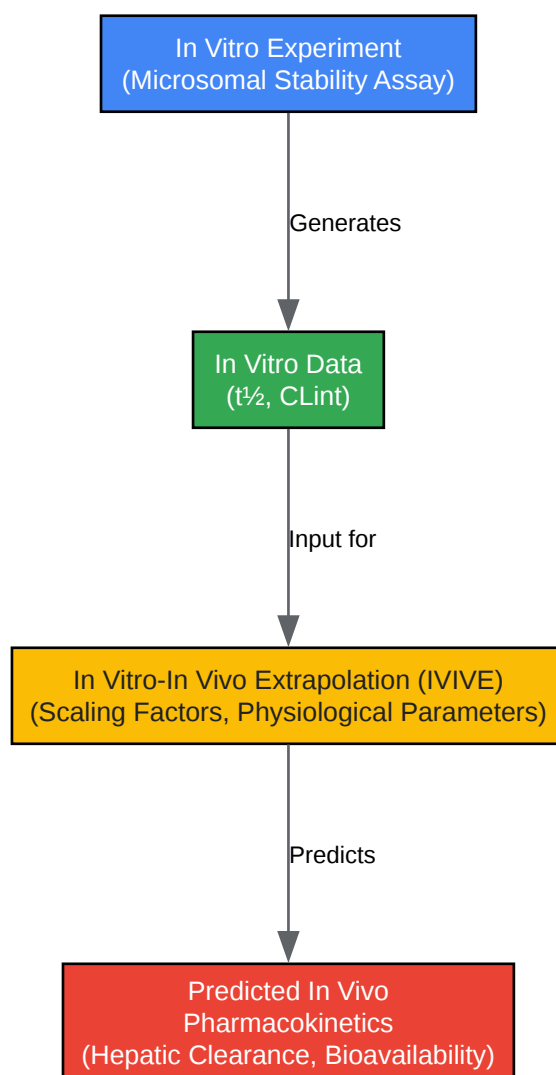 In Vitro Experiment
(Microsomal Stability Assay)
Generates
In Vitro Data
(t½, CLint)
Input for
In Vitro-In Vivo Extrapolation (IVIVE)
(Scaling Factors, Physiological Parameters)
Predicts
Predicted In Vivo
Pharmacokinetics
(Hepatic Clearance, Bioavailability)